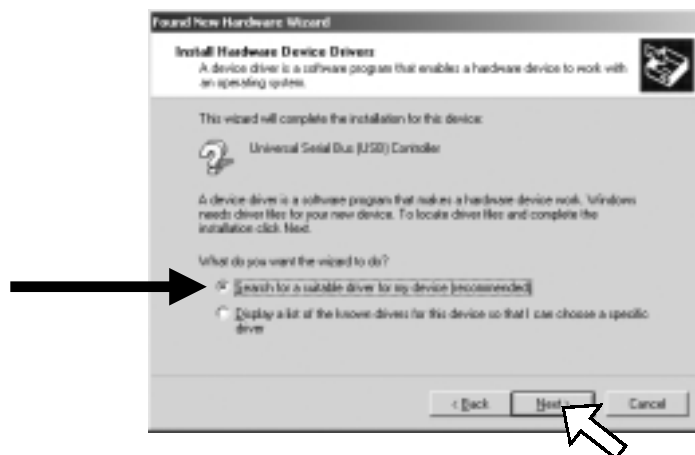 Found New Hardware Wizard
Install Hardware Device Drivers
A device driver is a software program that enables a hardware device to work with
an operating system.
This wizard will complete the installation for this device:
Universal Serial Bus (USB) Controller
A device driver is a software program that makes a hardware device work. Windows
needs driver files for your new device. To locate driver files and complete the
installation click Next.
What do you want the wizard to do?
Search for a suitable driver for my device (recommended)
Display a list of the known drivers for this device so that I can choose a specific
driver
< Back Next > Cancel